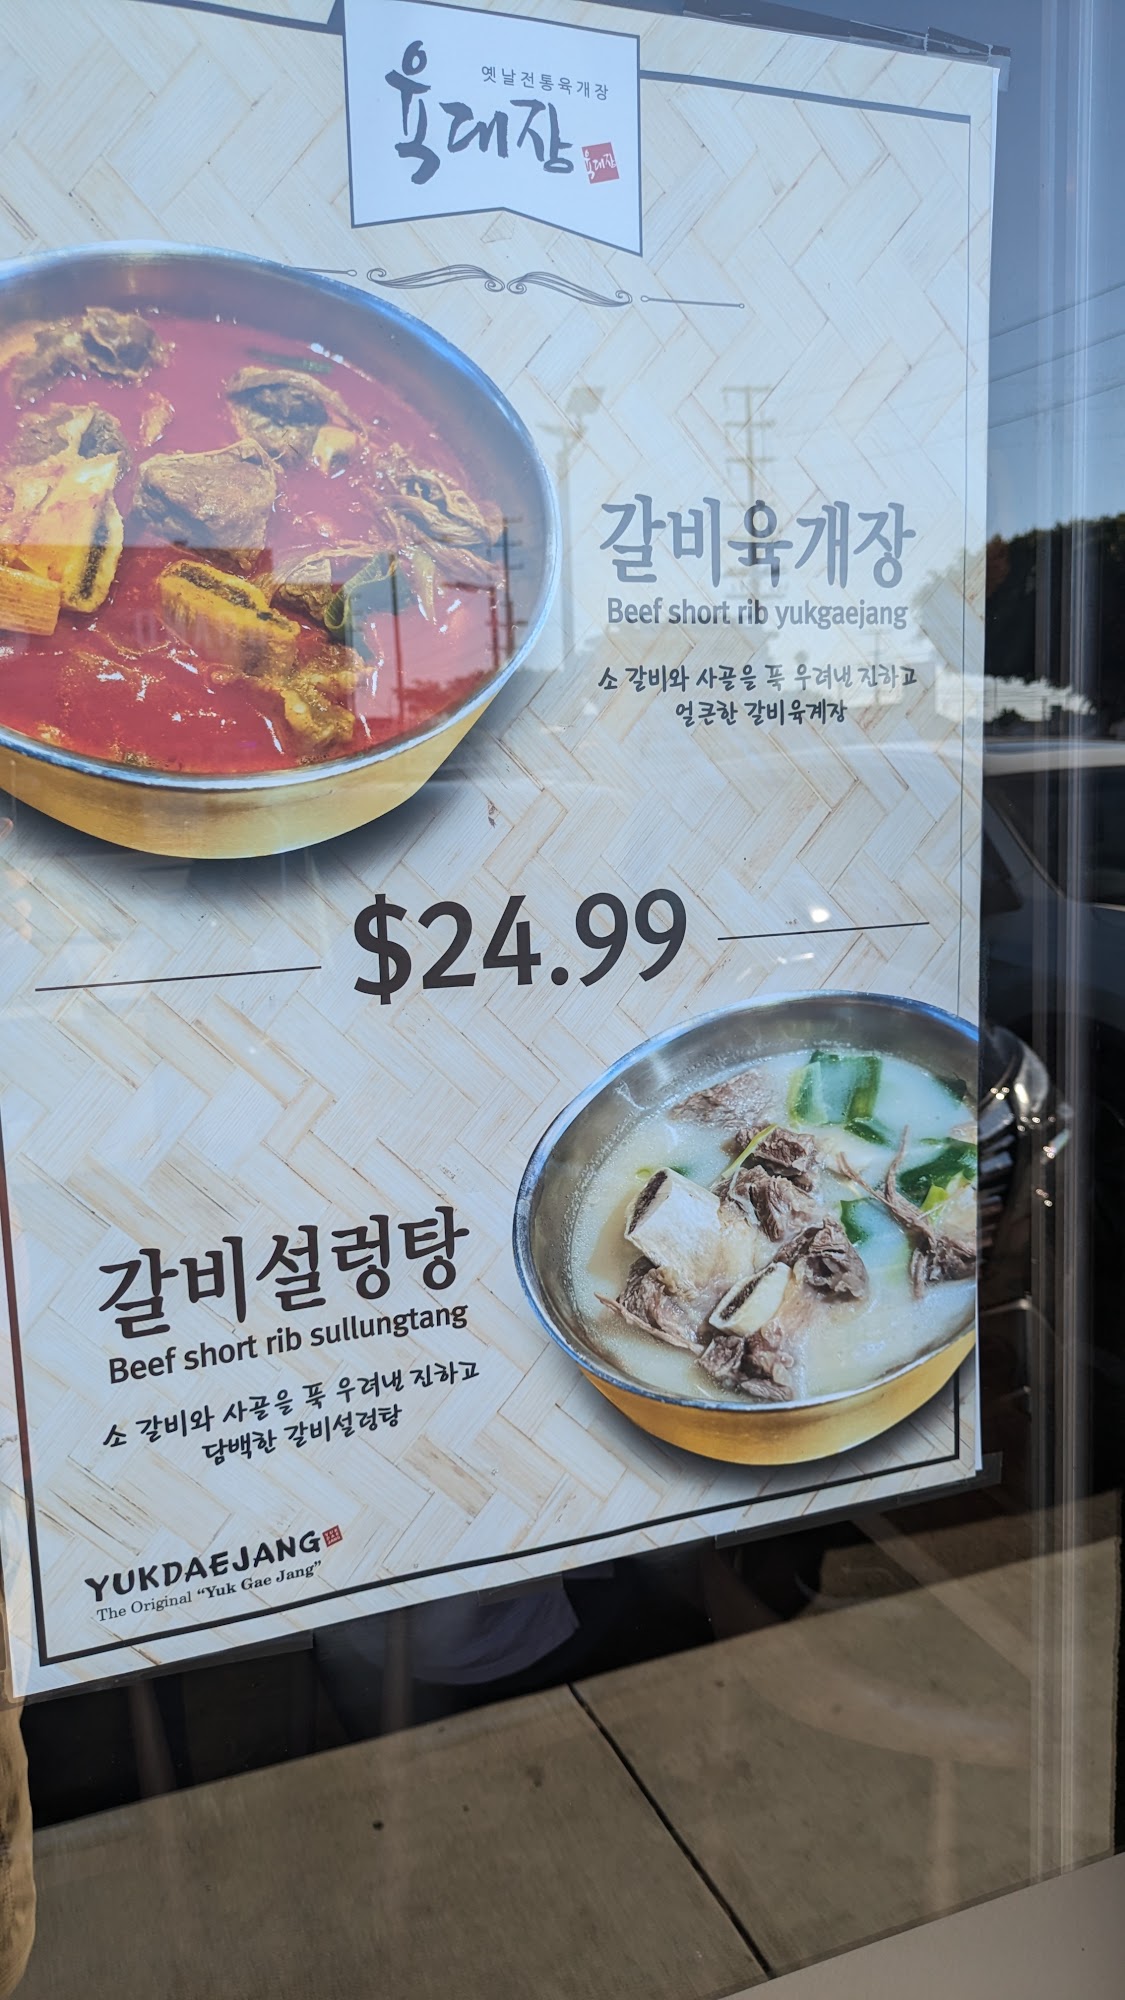 옛날전통육개장
육대장
육대장
갈비육개장
Beef short rib yukgaejang
소 갈비와 사골을 푹 우려낸 진하고
얼큰한 갈비육계장
$24.99
갈비설렁탕
Beef short rib sullungtang
소 갈비와 사골을 푹 우려낸 진하고
담백한 갈비설렁탕
YUKDAEJANG
The Original “Yuk Gae Jang”